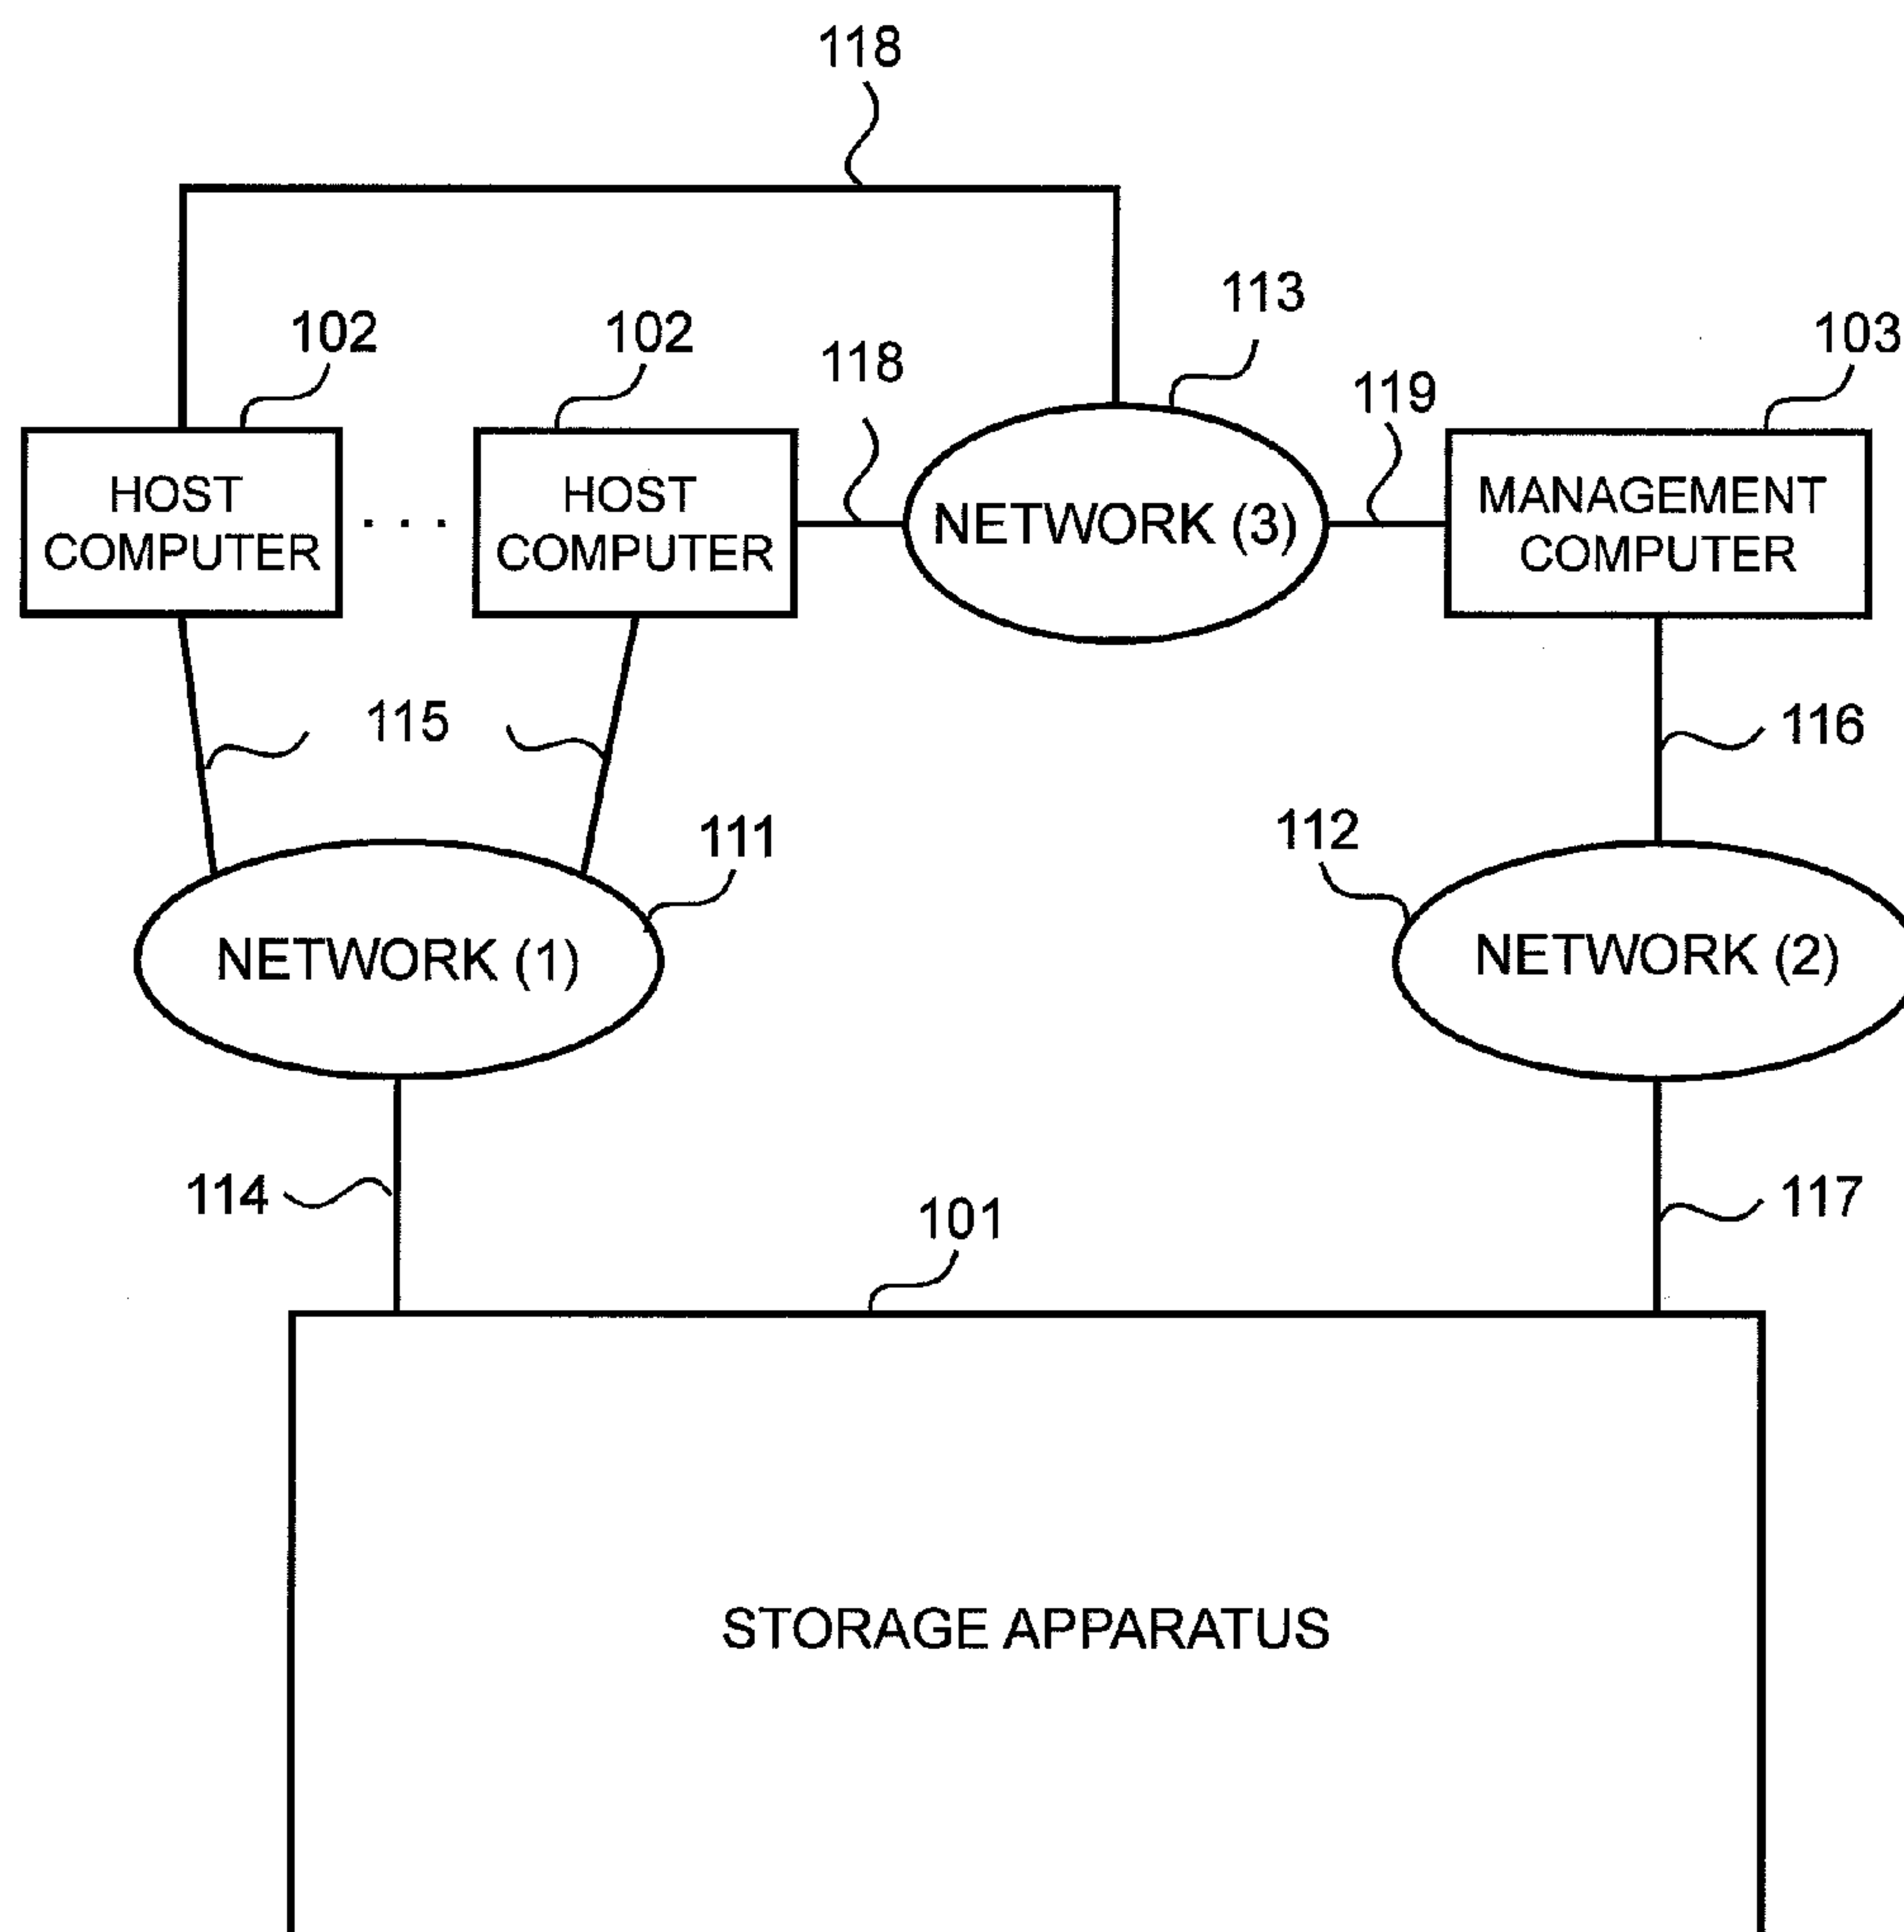 118
102
102
118
113
119
103
HOST
COMPUTER
. . .
HOST
COMPUTER
NETWORK (3)
MANAGEMENT
COMPUTER
115
116
111
112
NETWORK (1)
NETWORK (2)
114
101
117
STORAGE APPARATUS